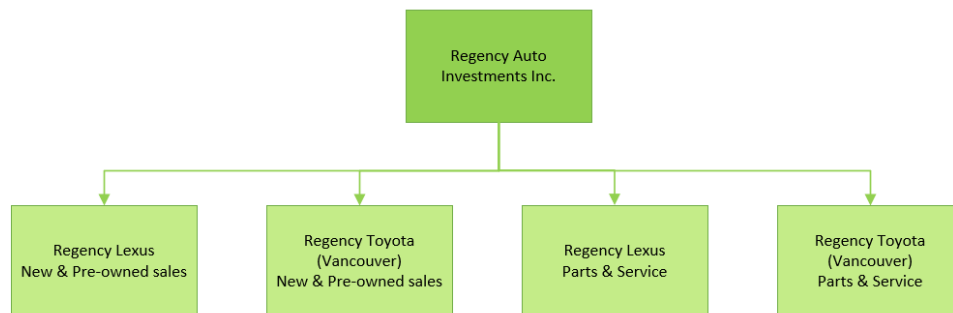 Regency Auto
Investments Inc.
Regency Lexus
New & Pre-owned sales
Regency Toyota
(Vancouver)
New & Pre-owned sales
Regency Lexus
Parts & Service
Regency Toyota
(Vancouver)
Parts & Service